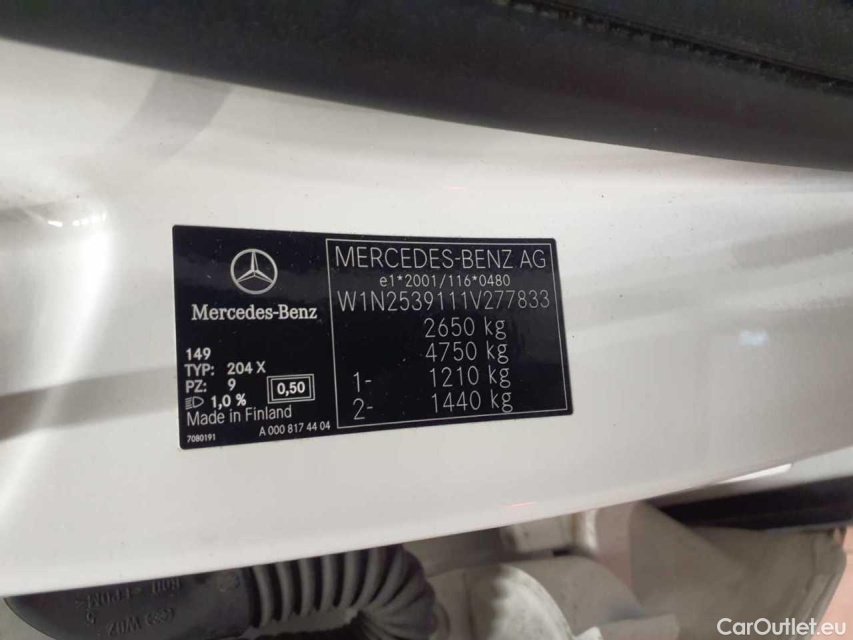 Mercedes-Benz
149
TYP: 204 X
PZ: 9
1,0 %
0,50
Made in Finland
7080191
A 000 817 44 04
MERCEDES-BENZ AG
e1*2001/116*0480
W1N2539111V277833
2650 kg
4750 kg
1- 1210 kg
2- 1440 kg
CarOutlet.eu